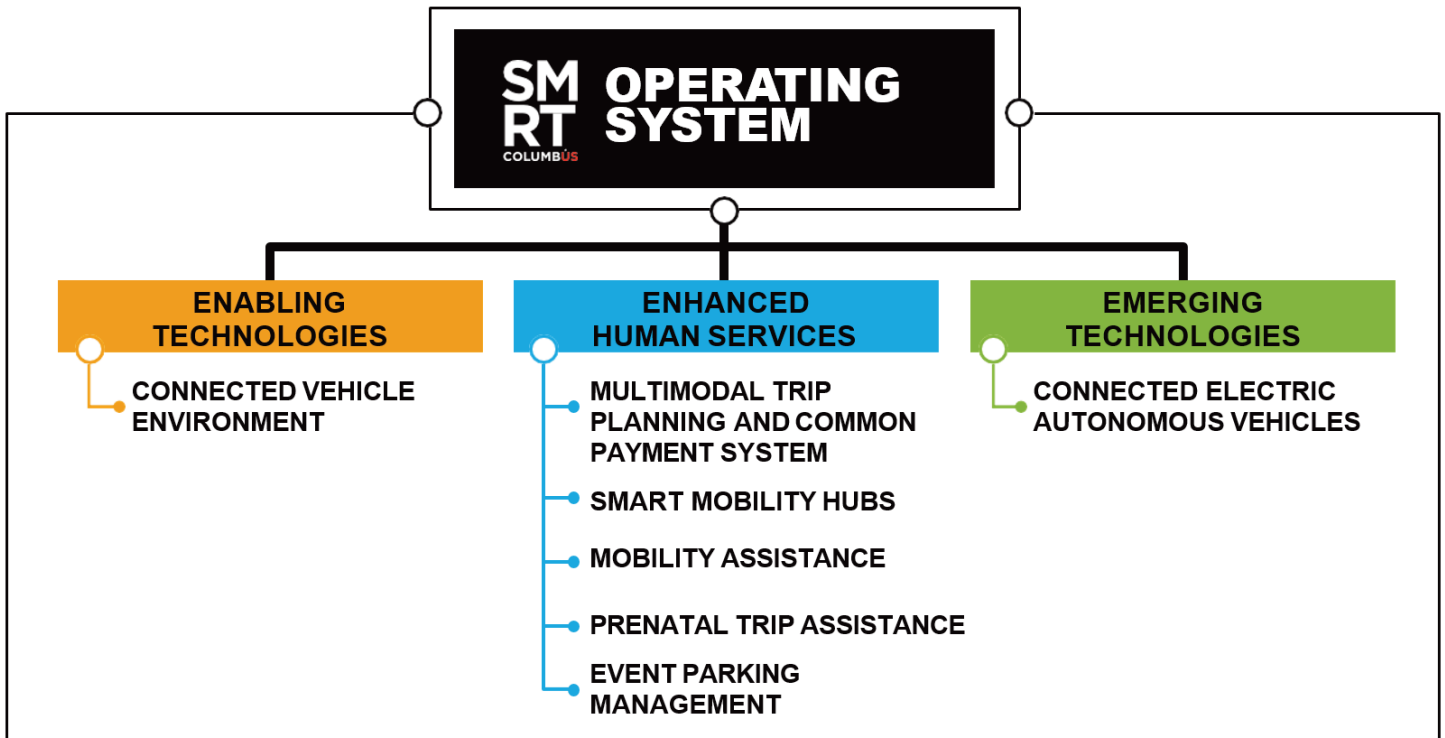 SM
RT
COLUMBUS
OPERATING
SYSTEM
ENABLING
TECHNOLOGIES
CONNECTED VEHICLE
ENVIRONMENT
ENHANCED
HUMAN SERVICES
MULTIMODAL TRIP
PLANNING AND COMMON
PAYMENT SYSTEM
SMART MOBILITY HUBS
MOBILITY ASSISTANCE
PRENATAL TRIP ASSISTANCE
EVENT PARKING
MANAGEMENT
EMERGING
TECHNOLOGIES
CONNECTED ELECTRIC
AUTONOMOUS VEHICLES